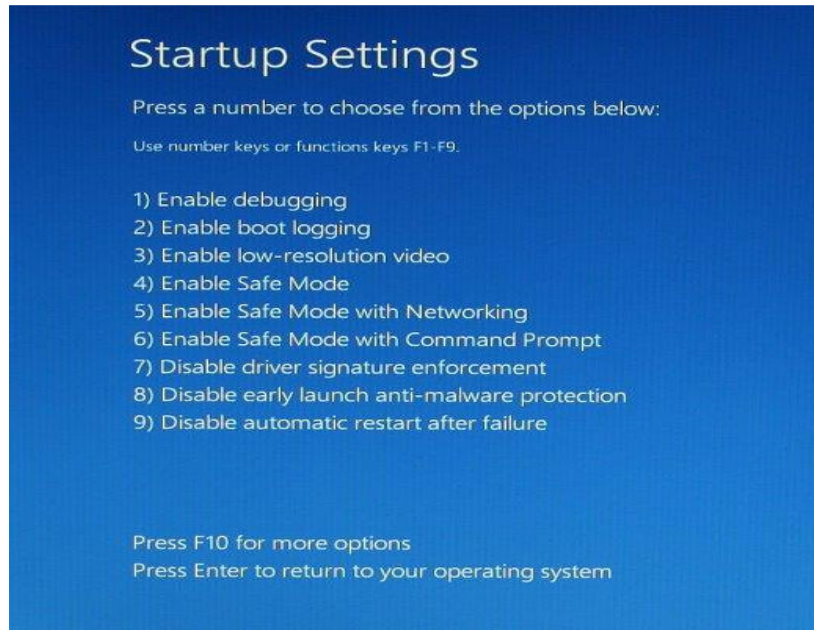 Startup Settings
Press a number to choose from the options below:
Use number keys or functions keys F1-F9.
1) Enable debugging
2) Enable boot logging
3) Enable low-resolution video
4) Enable Safe Mode
5) Enable Safe Mode with Networking
6) Enable Safe Mode with Command Prompt
7) Disable driver signature enforcement
8) Disable early launch anti-malware protection
9) Disable automatic restart after failure
Press F10 for more options
Press Enter to return to your operating system